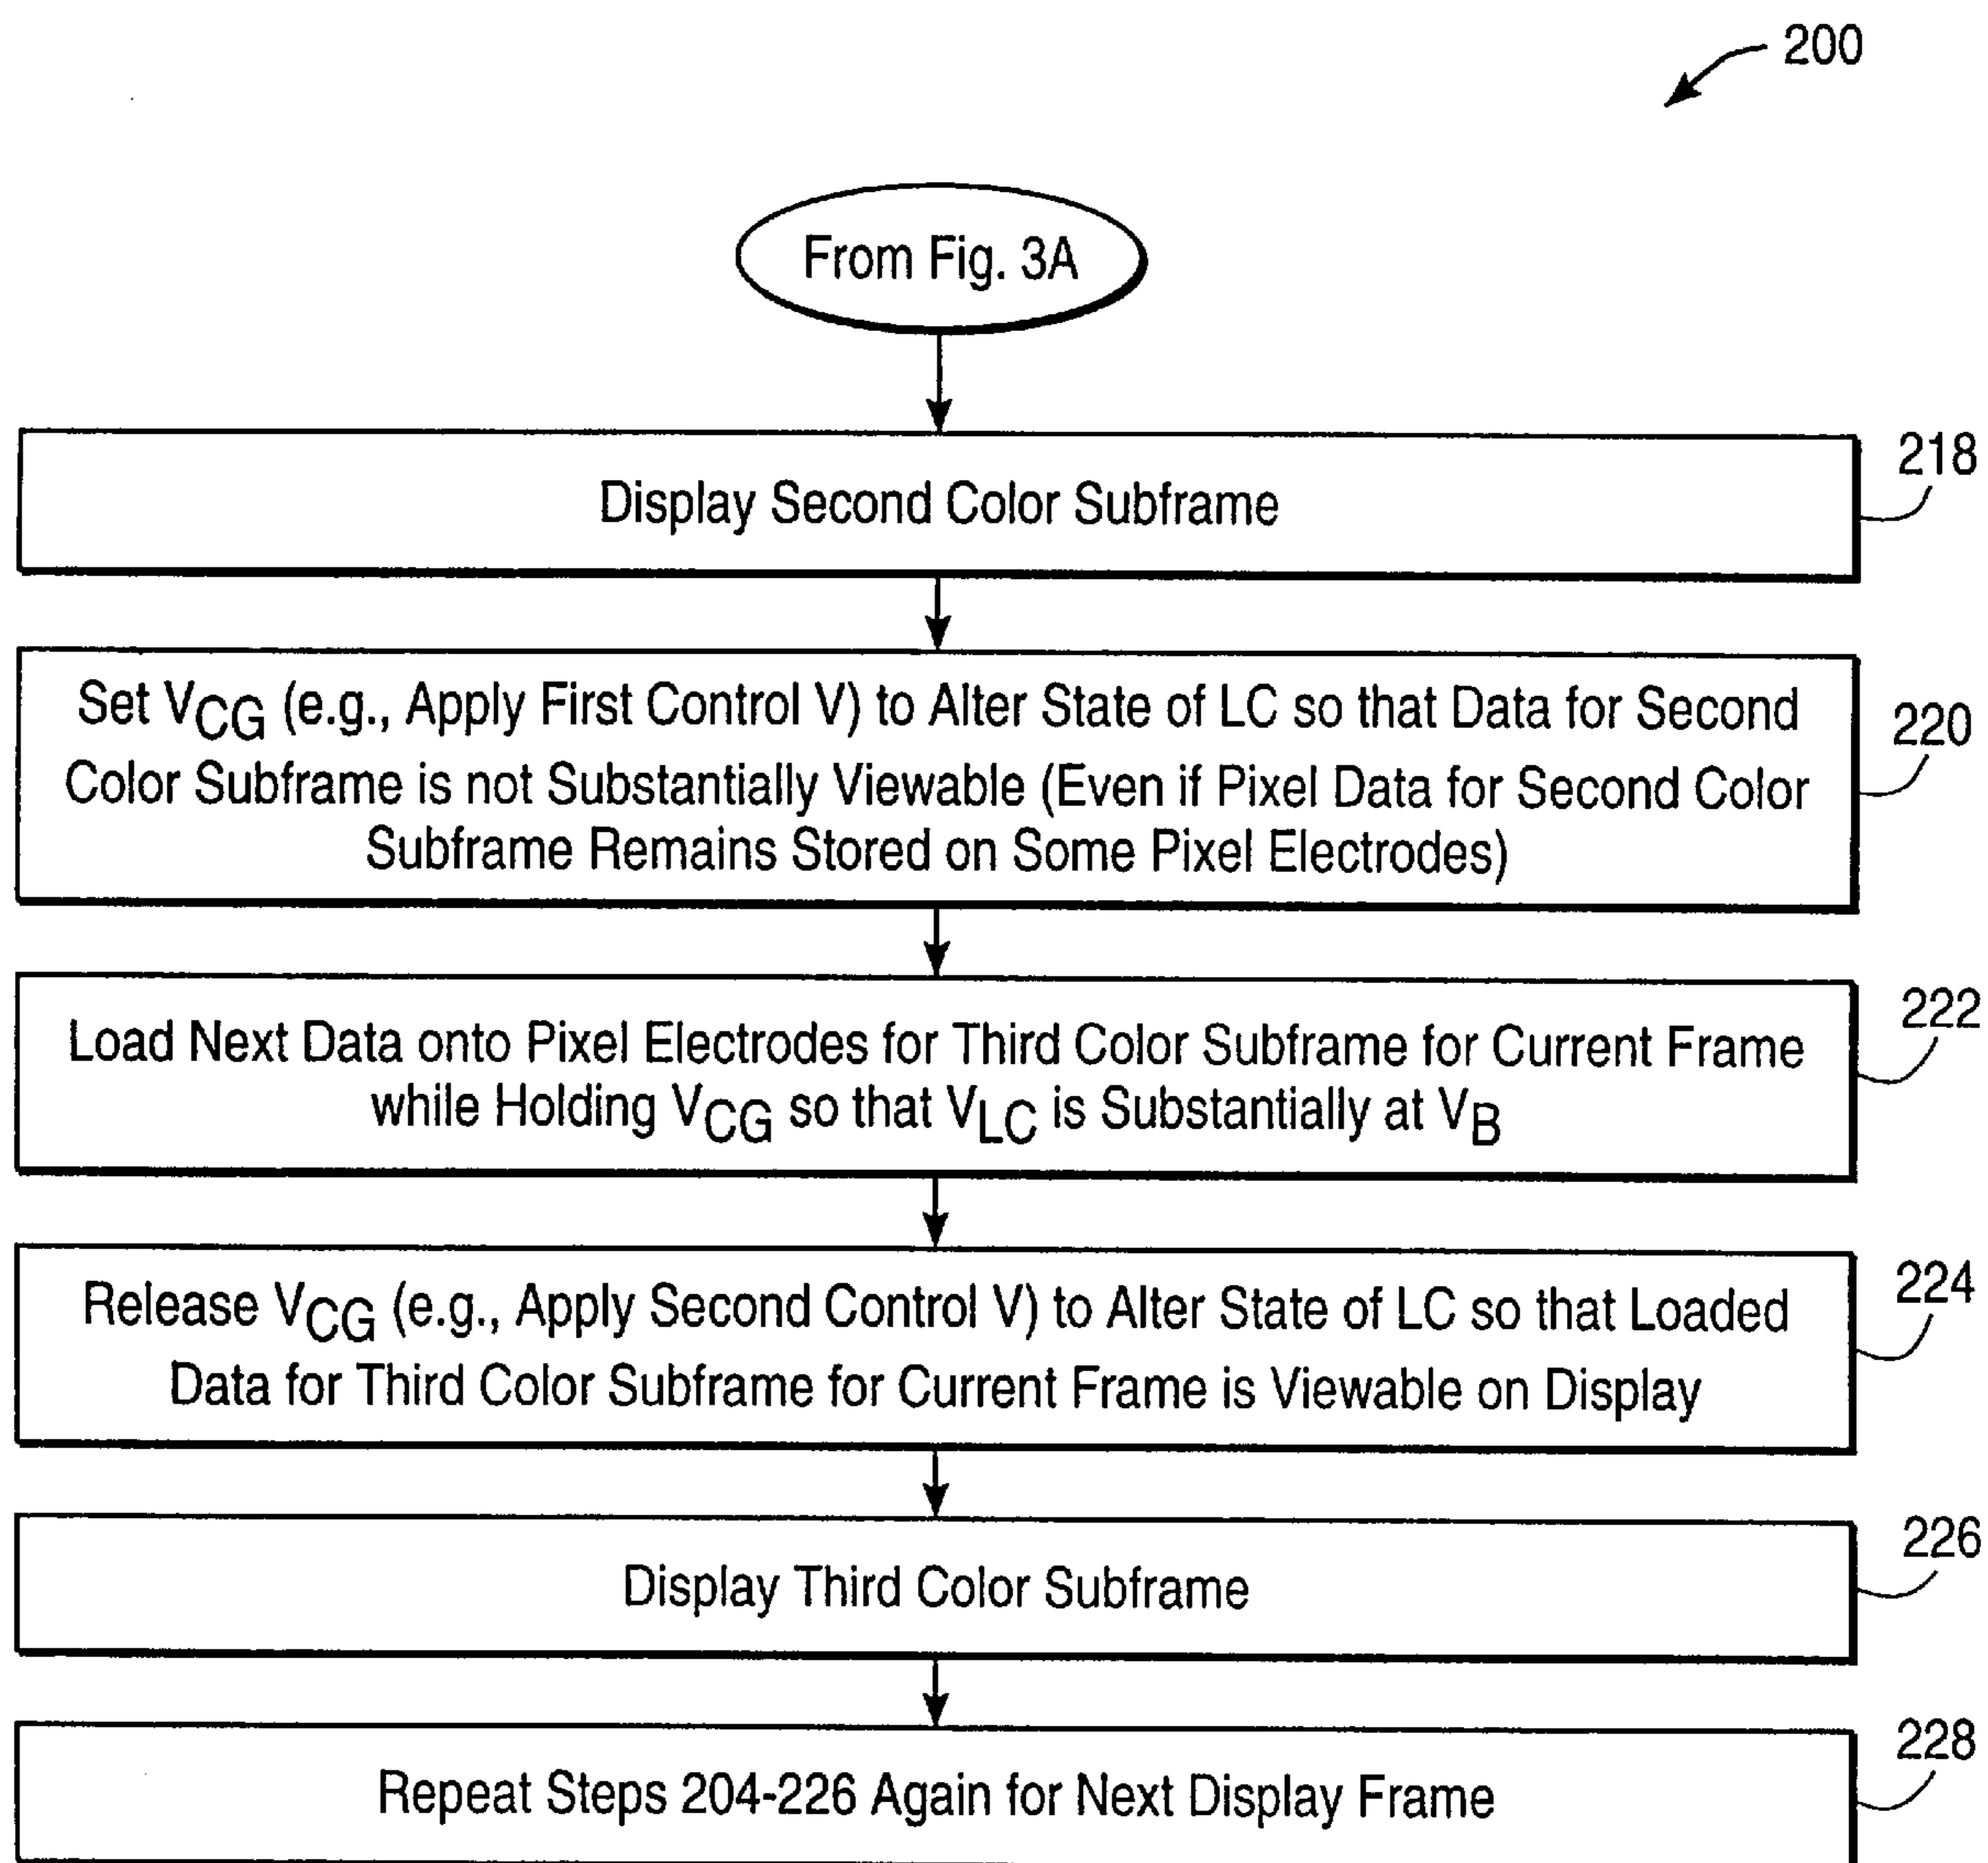 200
From Fig. 3A
Display Second Color Subframe
218
Set VCG (e.g., Apply First Control V) to Alter State of LC so that Data for Second
Color Subframe is not Substantially Viewable (Even if Pixel Data for Second Color
Subframe Remains Stored on Some Pixel Electrodes)
220
Load Next Data onto Pixel Electrodes for Third Color Subframe for Current Frame
while Holding VCG so that VLC is Substantially at VB
222
Release VCG (e.g., Apply Second Control V) to Alter State of LC so that Loaded
Data for Third Color Subframe for Current Frame is Viewable on Display
224
Display Third Color Subframe
226
Repeat Steps 204-226 Again for Next Display Frame
228